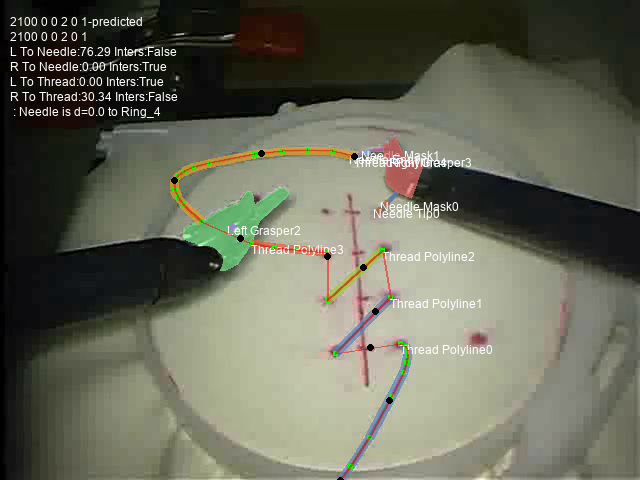 2100 0 0 2 0 1-predicted
2100 0 0 2 0 1
L To Needle:76.29 Inters:False
R To Needle:0.00 Inters:True
L To Thread:0.00 Inters:True
R To Thread:30.34 Inters:False
: Needle is d=0.0 to Ring_4
Needle Mask1
Grasper3
Needle Mask0
Needle Tip0
Left Grasper2
Thread Polyline3
Thread Polyline2
Thread Polyline1
Thread Polyline0